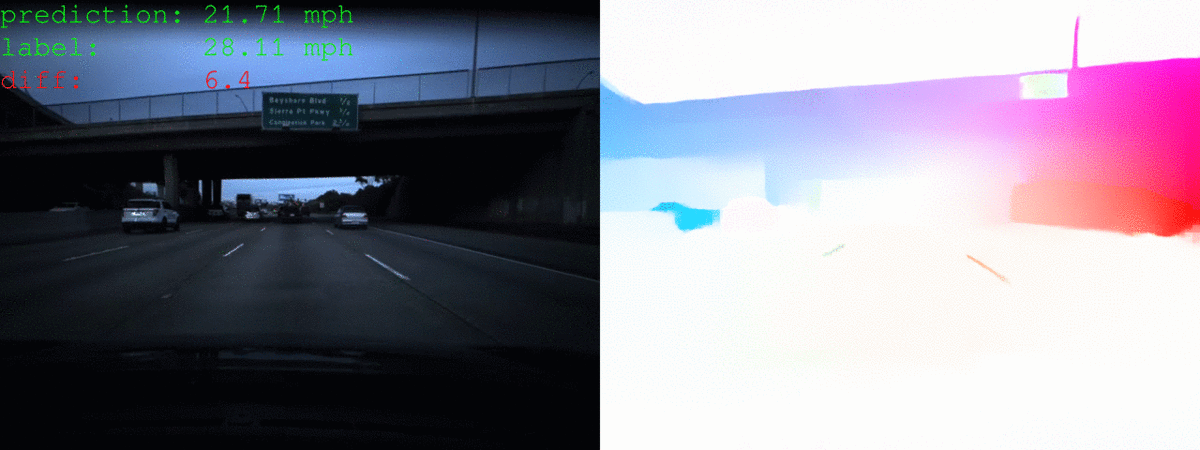 prediction: 21.71 mph
label: 28.11 mph
diff: 6.4
Bayshore Blvd
Sierra Pt Pkwy
Candlestick Park